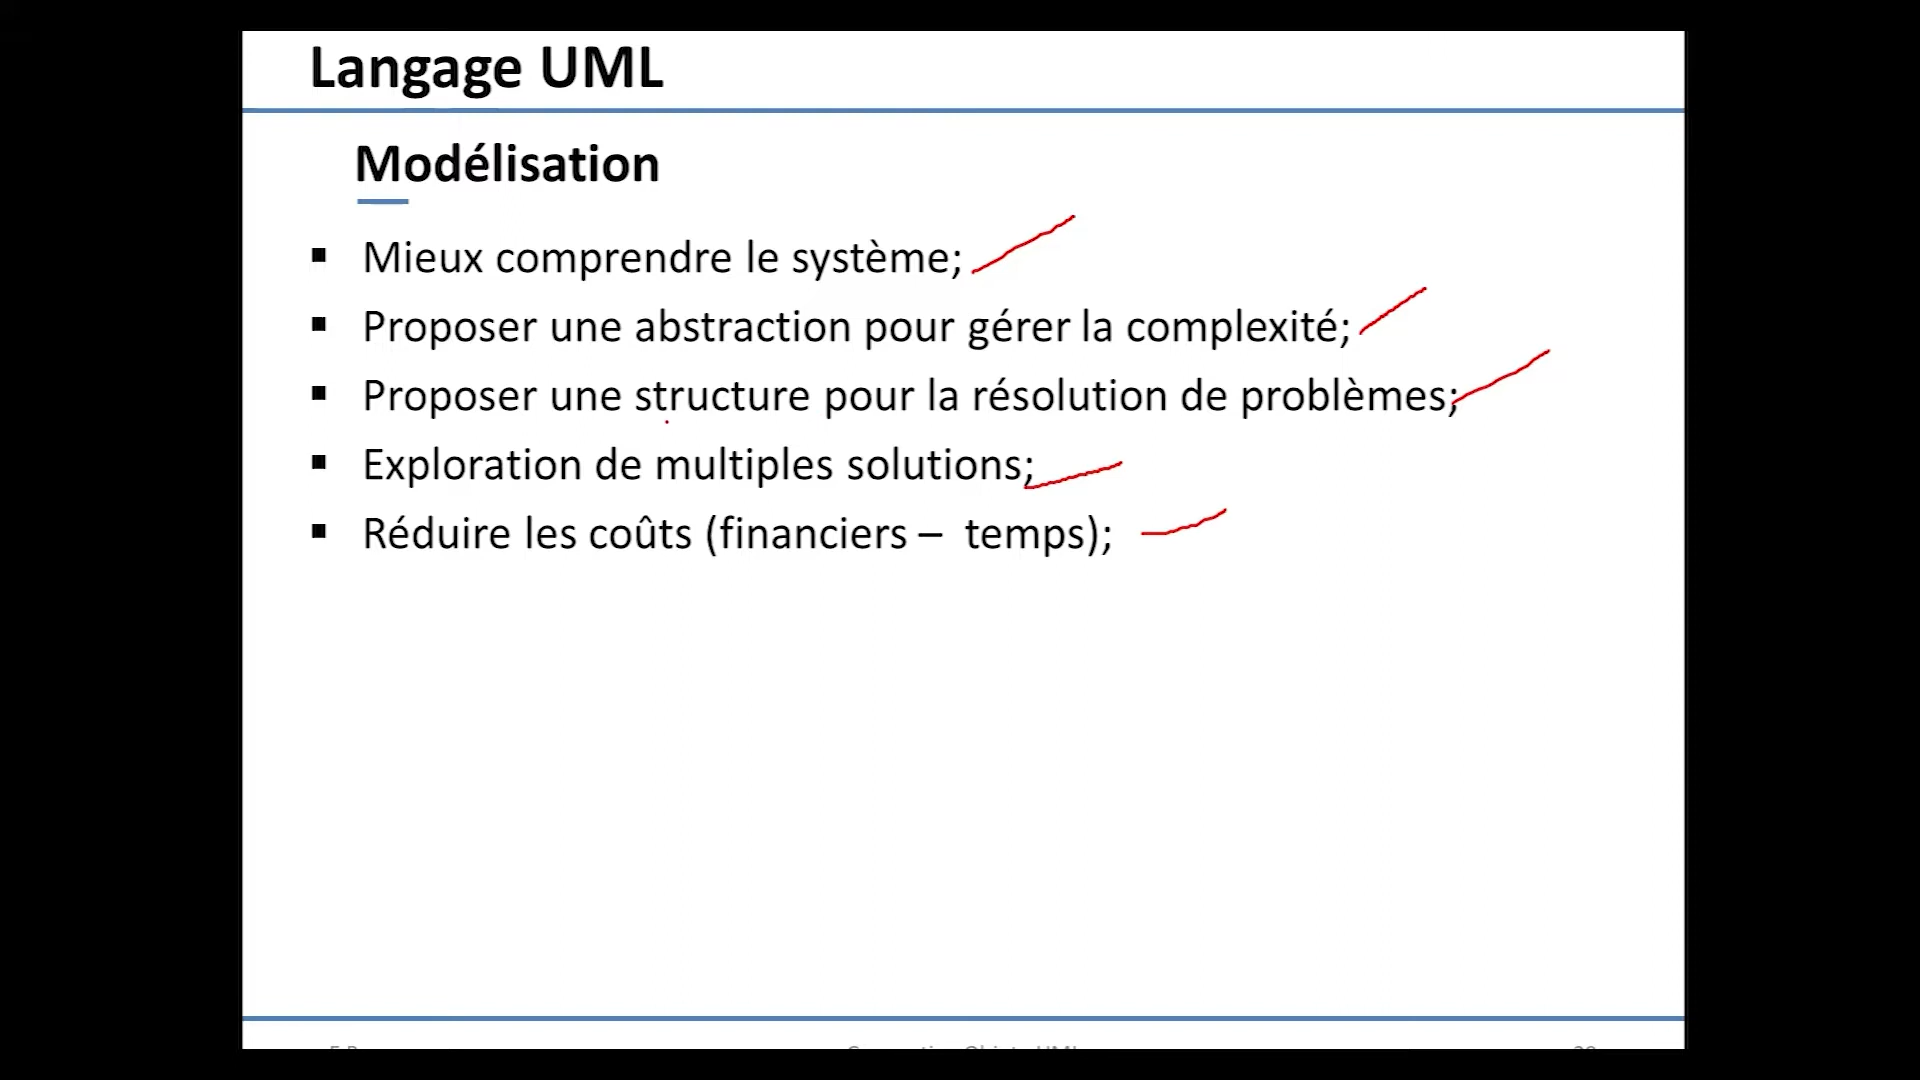 Langage UML
Modélisation
▪ Mieux comprendre le système;
▪ Proposer une abstraction pour gérer la complexité;
▪ Proposer une structure pour la résolution de problèmes;
▪ Exploration de multiples solutions;
▪ Réduire les coûts (financiers – temps);